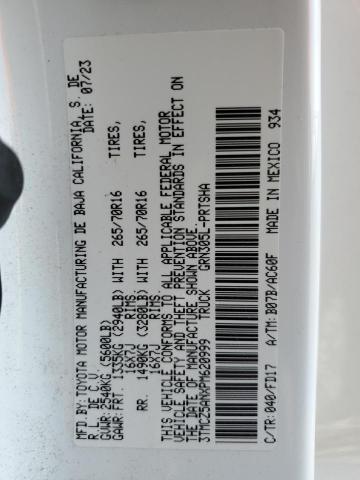 MFD. BY: TOYOTA MOTOR MANUFACTURING DE BAJA CALIFORNIA, S. DE
R.L. DE C.V. DATE: 07/23
GVWR: 2540KG (5600LB)
GAWR: FRT. 1335KG (2940LB) WITH 265/70R16 TIRES,
16X7J RIMS,
RR. 1490KG (3280LB) WITH 265/70R16 TIRES,
16X7J RIMS
THIS VEHICLE CONFORMS TO ALL APPLICABLE FEDERAL MOTOR
VEHICLE SAFETY AND THEFT PREVENTION STANDARDS IN EFFECT ON
THE DATE OF MANUFACTURE SHOWN ABOVE.
3TMCZ5ANXPM620999 TRUCK GRN305L-PRTSHA
C/TR: 040/FD17 A/TM: B07B/AC60F MADE IN MEXICO 934